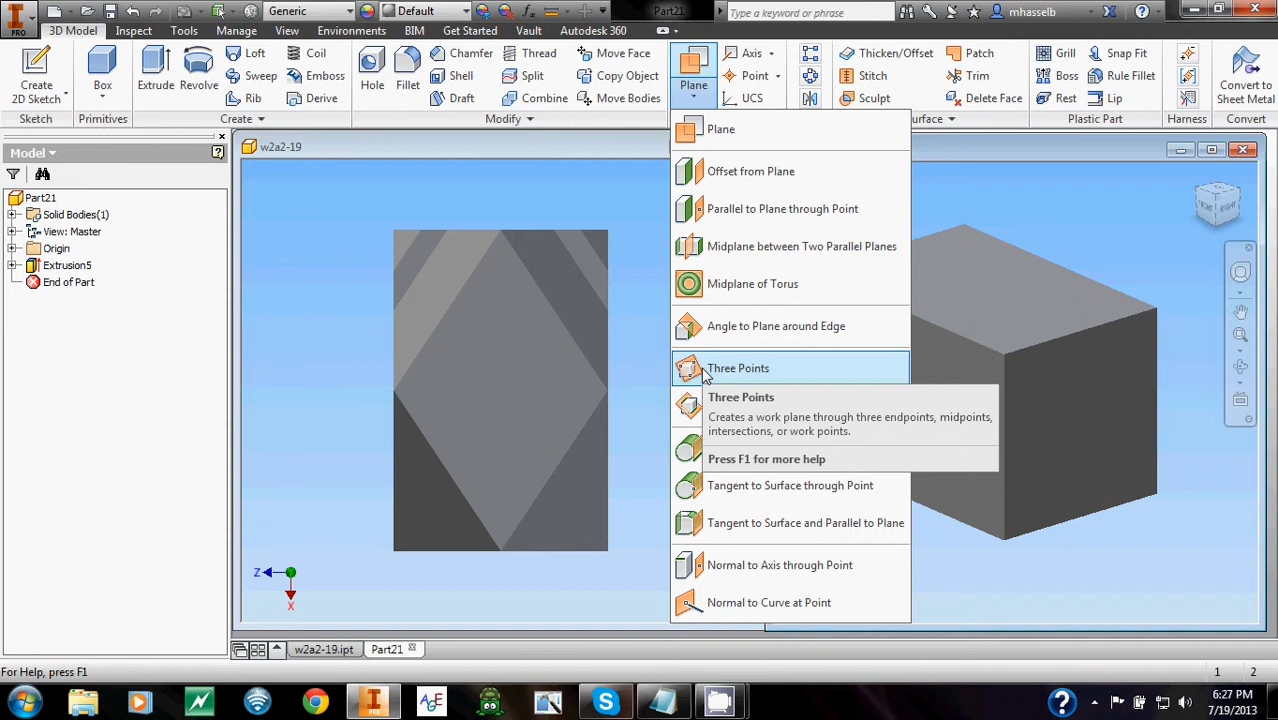 PRO
Generic
Default
Part21
Type a keyword or phrase
mhasselb
3D Model
Inspect
Tools
Manage
View
Environments
BIM
Get Started
Vault
Autodesk 360
Create
2D Sketch
Box
Extrude
Revolve
Loft
Sweep
Rib
Coil
Emboss
Derive
Hole
Fillet
Chamfer
Shell
Draft
Thread
Split
Combine
Move Face
Copy Object
Move Bodies
Plane
Axis
Point
UCS
Thicken/Offset
Stitch
Sculpt
Patch
Trim
Delete Face
Grill
Boss
Rest
Snap Fit
Rule Fillet
Lip
Convert to
Sheet Metal
Sketch
Primitives
Create
Modify
Plastic Part
Harness
Convert
Model
Part21
Solid Bodies(1)
View: Master
Origin
Extrusion5
End of Part
w2a2-19
Z
X
Plane
Offset from Plane
Parallel to Plane through Point
Midplane between Two Parallel Planes
Midplane of Torus
Angle to Plane around Edge
Three Points
Three Points
Creates a work plane through three endpoints, midpoints,
intersections, or work points.
Press F1 for more help
Tangent to Surface through Point
Tangent to Surface and Parallel to Plane
Normal to Axis through Point
Normal to Curve at Point
RIGHT
w2a2-19.ipt
Part21
For Help, press F1
1
2
6:27 PM
7/19/2013